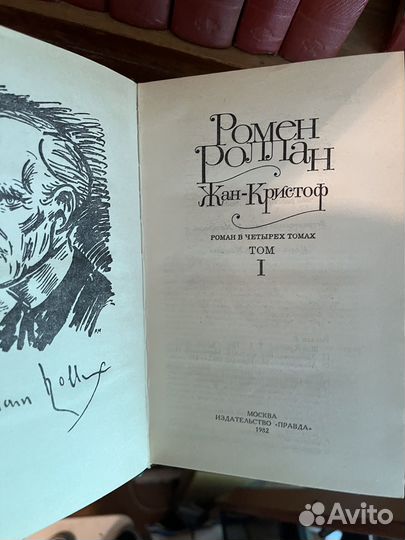 Ромен
Роллан
Жан-Кристоф
РОМАН В ЧЕТЫРЕХ ТОМАХ
ТОМ
I
МОСКВА
ИЗДАТЕЛЬСТВО «ПРАВДА»
1982
Avito